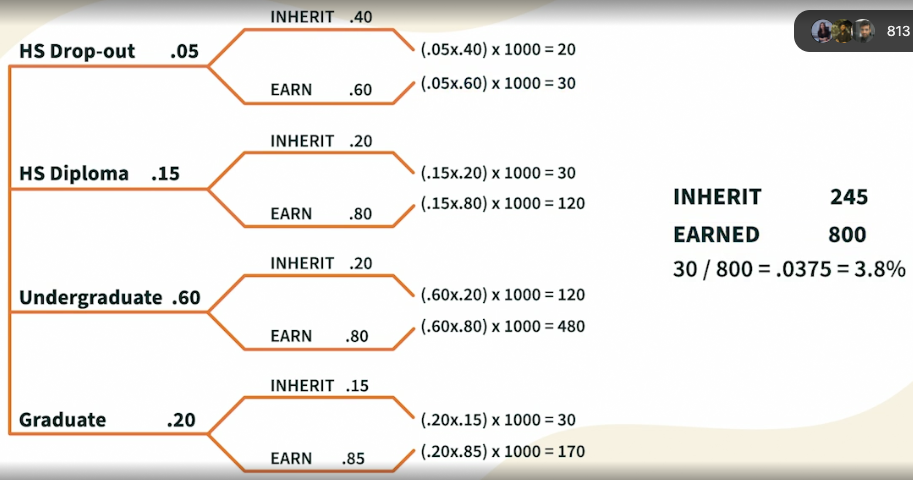 INHERIT .40
HS Drop-out .05
(.05x.40) x 1000 = 20
EARN .60
(.05x.60) x 1000 = 30
INHERIT .20
HS Diploma .15
(.15x.20) x 1000 = 30
EARN .80
(.15x.80) x 1000 = 120
INHERIT .20
Undergraduate .60
(.60x.20) x 1000 = 120
EARN .80
(.60x.80) x 1000 = 480
INHERIT .15
Graduate .20
(.20x.15) x 1000 = 30
EARN .85
(.20x.85) x 1000 = 170
INHERIT 245
EARNED 800
30 / 800 = .0375 = 3.8%
813